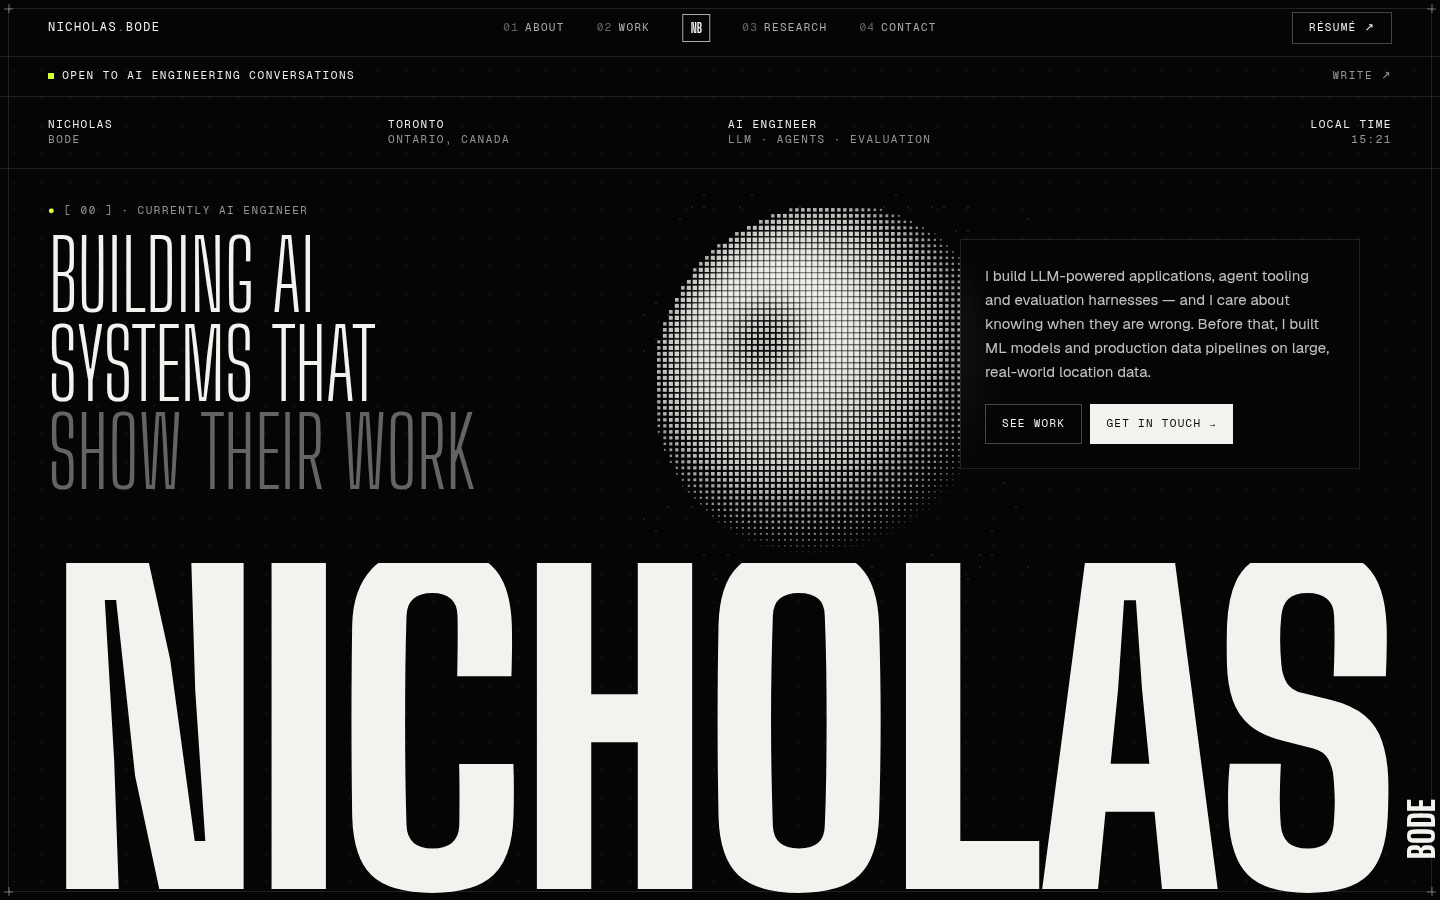 NICHOLAS.BODE
01 ABOUT
02 WORK
NB
03 RESEARCH
04 CONTACT
RÉSUMÉ ↗
OPEN TO AI ENGINEERING CONVERSATIONS
WRITE ↗
NICHOLAS
BODE
TORONTO
ONTARIO, CANADA
AI ENGINEER
LLM · AGENTS · EVALUATION
LOCAL TIME
15:21
[ 00 ] · CURRENTLY AI ENGINEER
BUILDING AI
SYSTEMS THAT
SHOW THEIR WORK
I build LLM-powered applications, agent tooling
and evaluation harnesses — and I care about
knowing when they are wrong. Before that, I built
ML models and production data pipelines on large,
real-world location data.
SEE WORK
GET IN TOUCH →
NICHOLAS
BODE